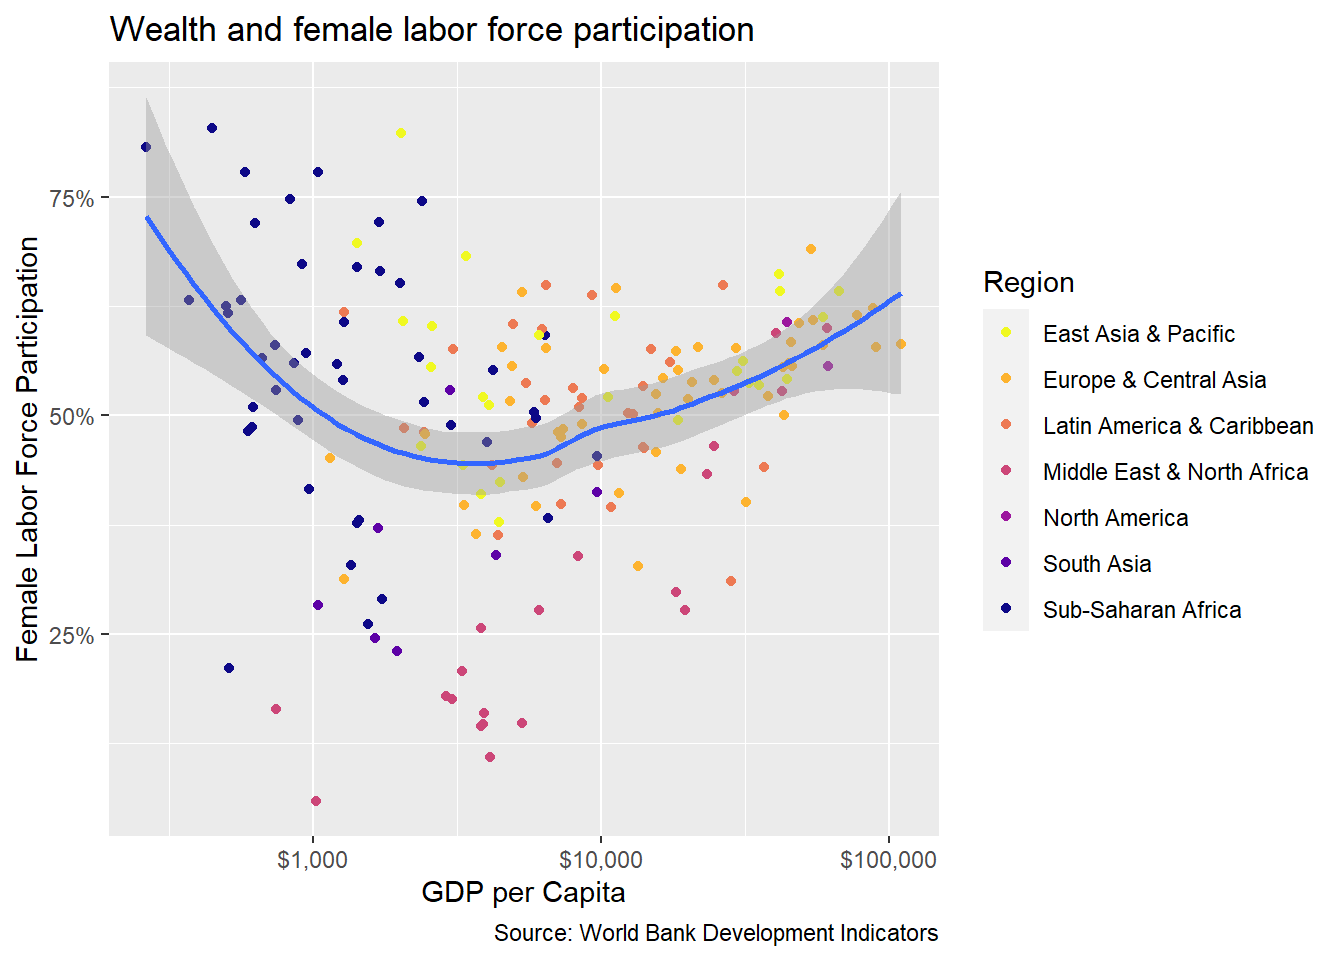 Wealth and female labor force participation
Female Labor Force Participation
75%
50%
25%
$1,000
$10,000
$100,000
GDP per Capita
Source: World Bank Development Indicators
Region
East Asia & Pacific
Europe & Central Asia
Latin America & Caribbean
Middle East & North Africa
North America
South Asia
Sub-Saharan Africa